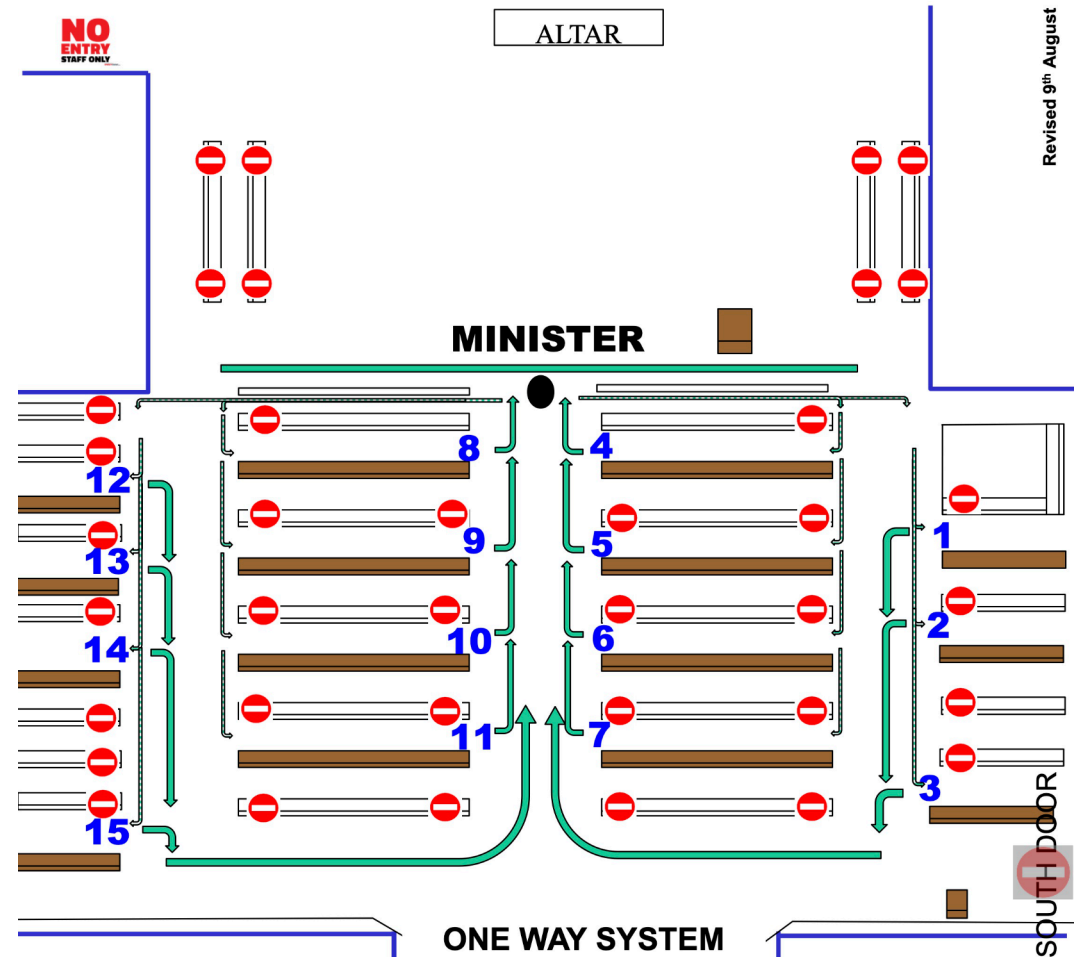 NO
ENTRY
STAFF ONLY
ALTAR
Revised 9th August
MINISTER
8
4
12
9
5
1
13
10
6
2
14
11
7
3
15
SOUTH DOOR
ONE WAY SYSTEM